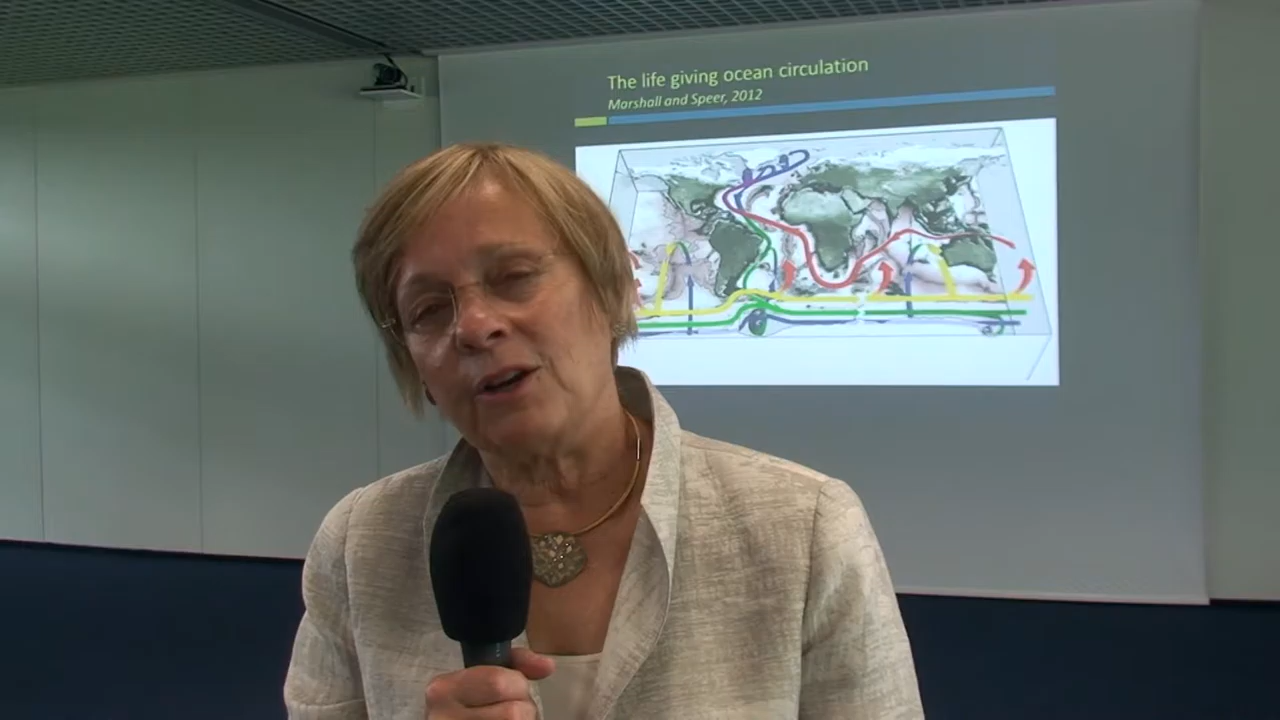 The life giving ocean circulation
Marshall and Speer, 2012